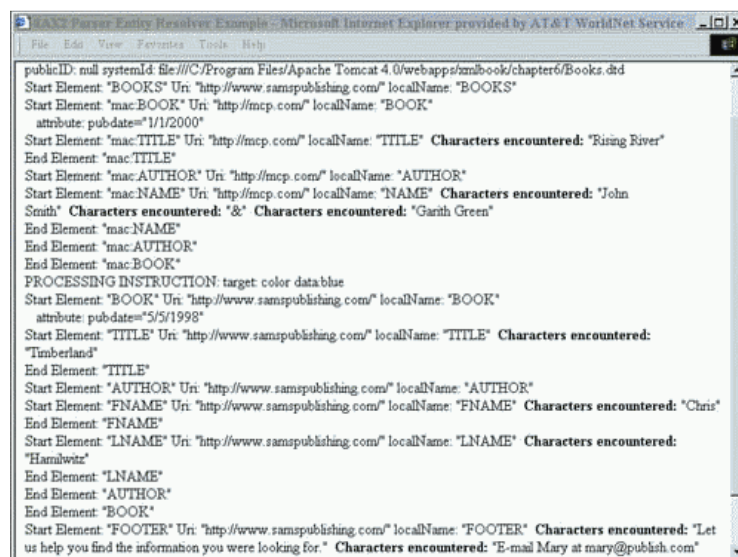 SAX2 Parser Entity Resolver Example - Microsoft Internet Explorer provided by AT&T WorldNet Service
File Edit View Favorites Tools Help
publicID: null systemId: file:///C:/Program Files/Apache Tomcat 4.0/webapps/xmlbook/chapter6/Books.dtd
Start Element: "BOOKS" Uri: "http://www.samspublishing.com/" localName: "BOOKS"
Start Element: "mac:BOOK" Uri: "http://mcp.com/" localName: "BOOK"
attribute: pubdate="1/1/2000"
Start Element: "mac:TITLE" Uri: "http://mcp.com/" localName: "TITLE" Characters encountered: "Rising River"
End Element: "mac:TITLE"
Start Element: "mac:AUTHOR" Uri: "http://mcp.com/" localName: "AUTHOR"
Start Element: "mac:NAME" Uri: "http://mcp.com/" localName: "NAME" Characters encountered: "John
Smith" Characters encountered: "&" Characters encountered: "Garith Green"
End Element: "mac:NAME"
End Element: "mac:AUTHOR"
End Element: "mac:BOOK"
PROCESSING INSTRUCTION: target: color data:blue
Start Element: "BOOK" Uri: "http://www.samspublishing.com/" localName: "BOOK"
attribute: pubdate="5/5/1998"
Start Element: "TITLE" Uri: "http://www.samspublishing.com/" localName: "TITLE" Characters encountered:
"Timberland"
End Element: "TITLE"
Start Element: "AUTHOR" Uri: "http://www.samspublishing.com/" localName: "AUTHOR"
Start Element: "FNAME" Uri: "http://www.samspublishing.com/" localName: "FNAME" Characters encountered: "Chris"
End Element: "FNAME"
Start Element: "LNAME" Uri: "http://www.samspublishing.com/" localName: "LNAME" Characters encountered:
"Hamilwitz"
End Element: "LNAME"
End Element: "AUTHOR"
End Element: "BOOK"
Start Element: "FOOTER" Uri: "http://www.samspublishing.com/" localName: "FOOTER" Characters encountered: "Let
us help you find the information you were looking for." Characters encountered: "E-mail Mary at mary@publish.com"